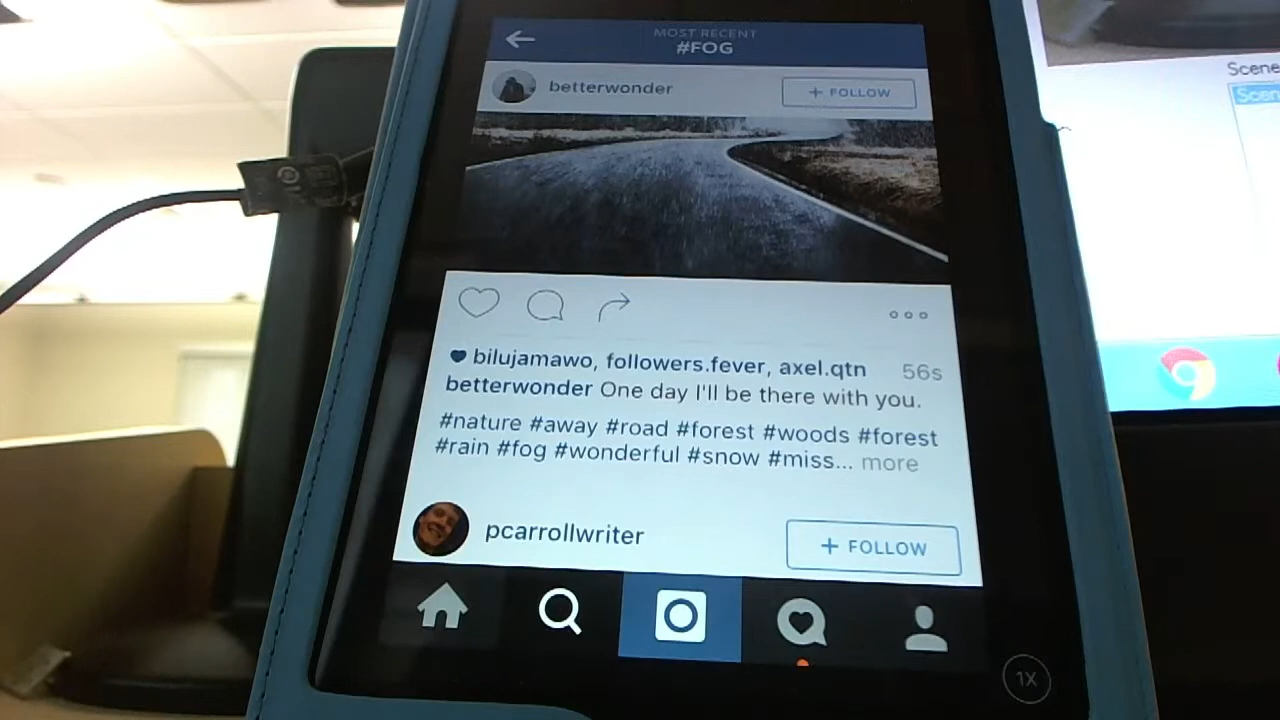 MOST RECENT
#FOG
betterwonder
+ FOLLOW
bilujamawo, followers.fever, axel.qtn 56s
betterwonder One day I'll be there with you.
#nature #away #road #forest #woods #forest
#rain #fog #wonderful #snow #miss... more
pcarrollwriter
+ FOLLOW
1X
Scene
Scen